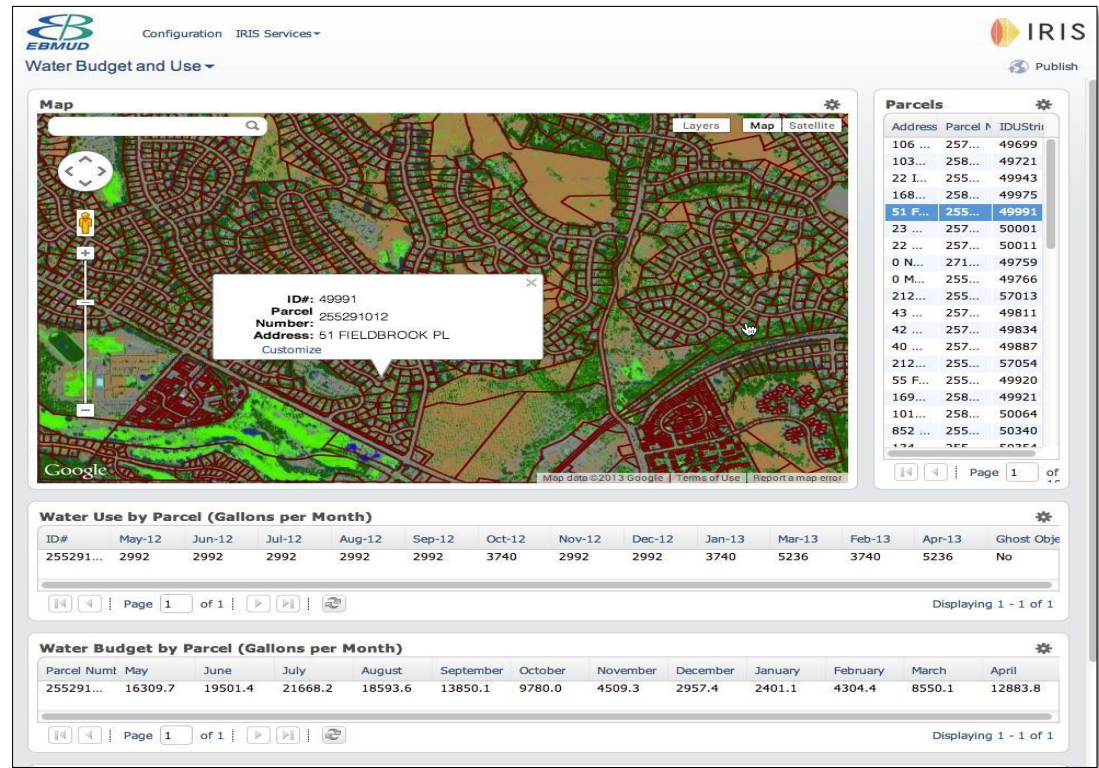 EBMUD
Configuration IRIS Services
IRIS
Water Budget and Use
Publish
Map
Layers Map Satellite
ID#: 49991
Parcel Number: 255291012
Address: 51 FIELDBROOK PL
Customize
Google
Map data ©2013 Google Terms of Use Report a map error
Parcels
Address Parcel N IDUStri
106 ... 257... 49699
103... 258... 49721
22 I... 255... 49943
168... 258... 49975
51 F... 255... 49991
23 ... 257... 50001
22 ... 257... 50011
0 N... 271... 49759
0 M... 255... 49766
212... 255... 57013
43 ... 257... 49811
42 ... 257... 49834
40 ... 257... 49887
212... 255... 57054
55 F... 255... 49920
169... 258... 49921
101... 258... 50064
852 ... 255... 50340
Page 1 of
Water Use by Parcel (Gallons per Month)
ID# May-12 Jun-12 Jul-12 Aug-12 Sep-12 Oct-12 Nov-12 Dec-12 Jan-13 Mar-13 Feb-13 Apr-13 Ghost Obje
255291... 2992 2992 2992 2992 2992 3740 2992 2992 3740 5236 3740 5236 No
Page 1 of 1 Displaying 1 - 1 of 1
Water Budget by Parcel (Gallons per Month)
Parcel Numb May June July August September October November December January February March April
255291... 16309.7 19501.4 21668.2 18593.6 13850.1 9780.0 4509.3 2957.4 2401.1 4304.4 8550.1 12883.8
Page 1 of 1 Displaying 1 - 1 of 1